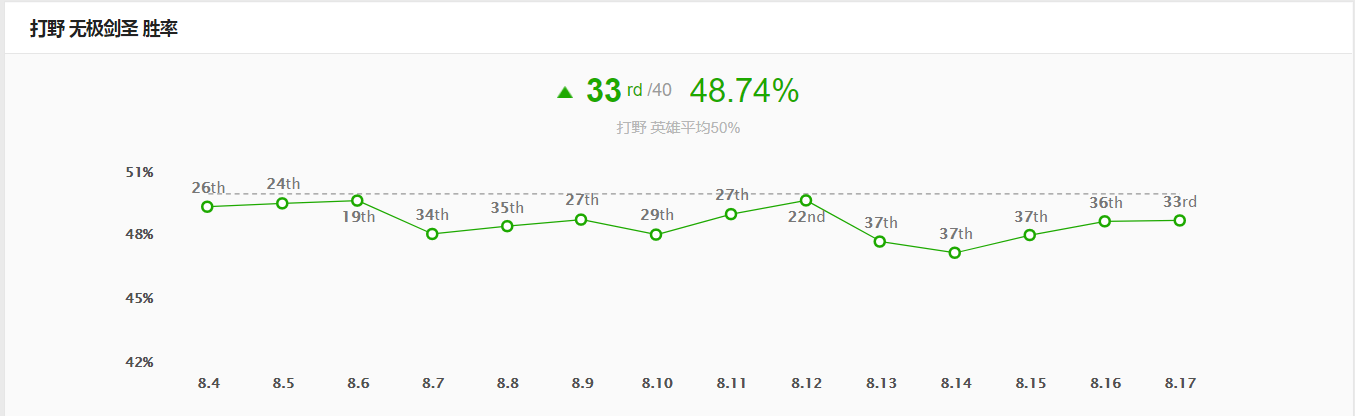 打野 无极剑圣 胜率
33 rd /40 48.74%
打野 英雄平均50%
51%
26th 24th 19th 34th 35th 27th 29th 27th 22nd 37th 37th 37th 36th 33rd
48%
45%
42%
8.4 8.5 8.6 8.7 8.8 8.9 8.10 8.11 8.12 8.13 8.14 8.15 8.16 8.17